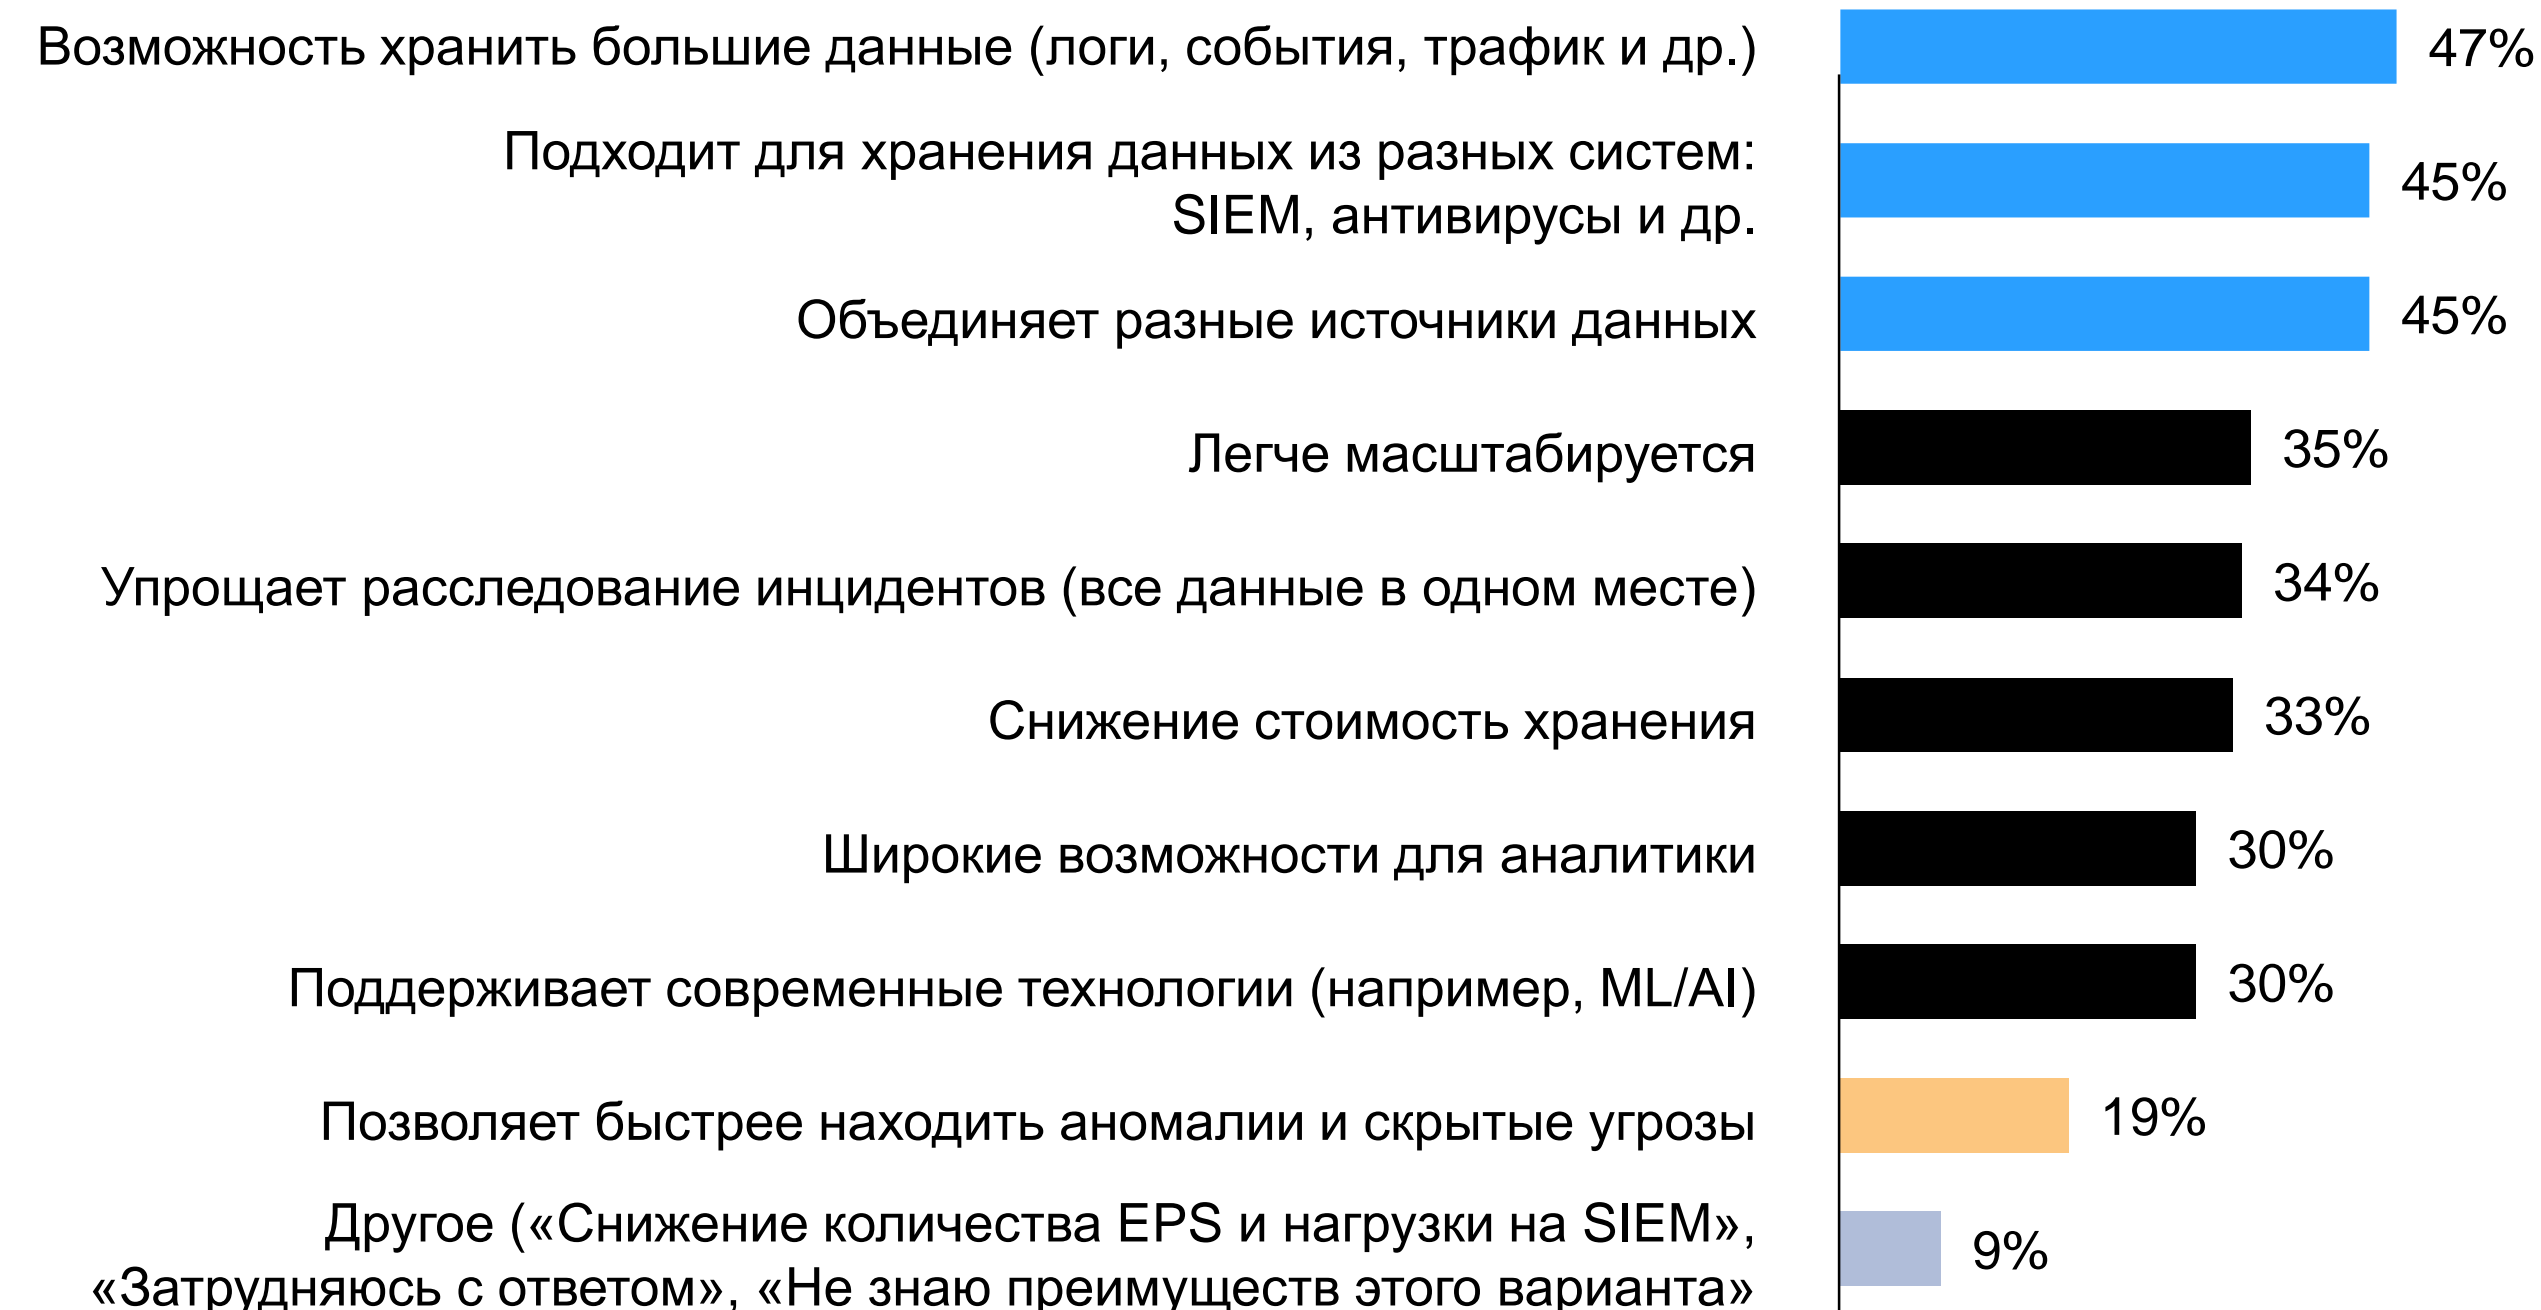 Возможность хранить большие данные (логи, события, трафик и др.) 47%
Подходит для хранения данных из разных систем:
SIEM, антивирусы и др. 45%
Объединяет разные источники данных 45%
Легче масштабируется 35%
Упрощает расследование инцидентов (все данные в одном месте) 34%
Снижение стоимость хранения 33%
Широкие возможности для аналитики 30%
Поддерживает современные технологии (например, ML/AI) 30%
Позволяет быстрее находить аномалии и скрытые угрозы 19%
Другое («Снижение количества EPS и нагрузки на SIEM»,
«Затрудняюсь с ответом», «Не знаю преимуществ этого варианта» 9%